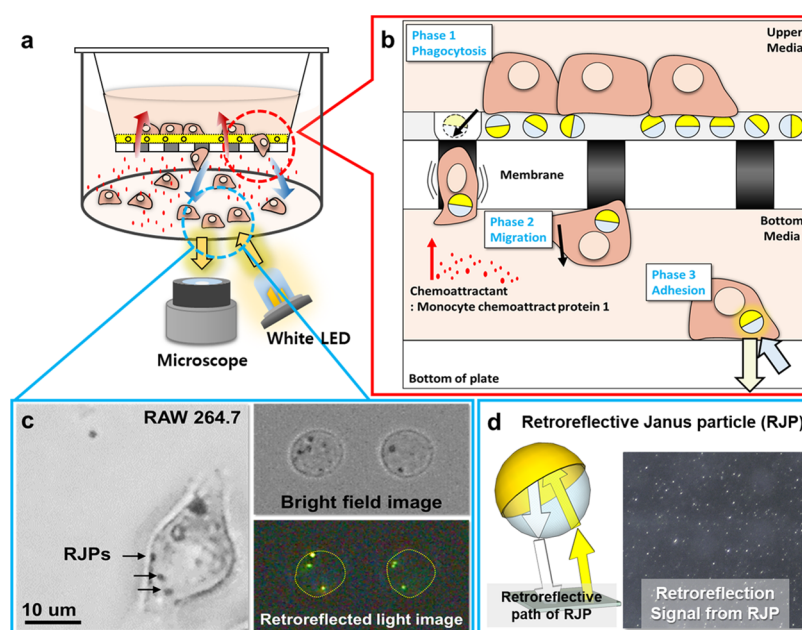 a
Microscope
White LED
b
Phase 1
Phagocytosis
Upper
Media
Membrane
Phase 2
Migration
Bottom
Media
Chemoattractant
: Monocyte chemoattract protein 1
Phase 3
Adhesion
Bottom of plate
c
RAW 264.7
RJPs
10 um
Bright field image
Retroreflected light image
d
Retroreflective Janus particle (RJP)
Retroreflective
path of RJP
Retroreflection
Signal from RJP